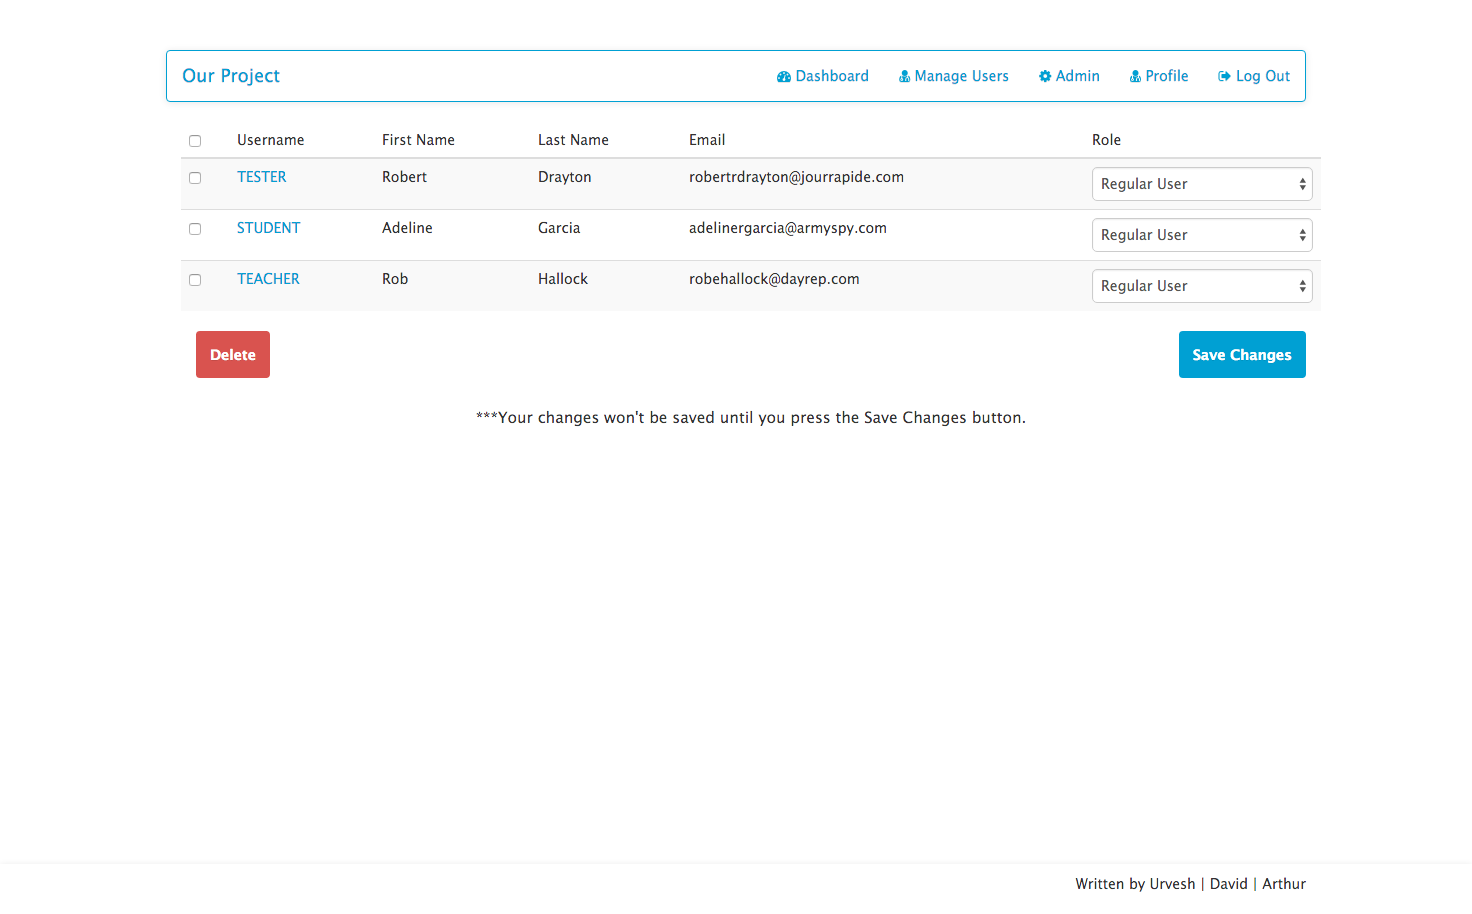 Our Project Dashboard Manage Users Admin Profile Log Out
Username First Name Last Name Email Role
TESTER Robert Drayton robertrdrayton@jourrapide.com Regular User
STUDENT Adeline Garcia adelinergarcia@armyspy.com Regular User
TEACHER Rob Hallock robehallock@dayrep.com Regular User
Delete Save Changes
***Your changes won't be saved until you press the Save Changes button.
Written by Urvesh | David | Arthur